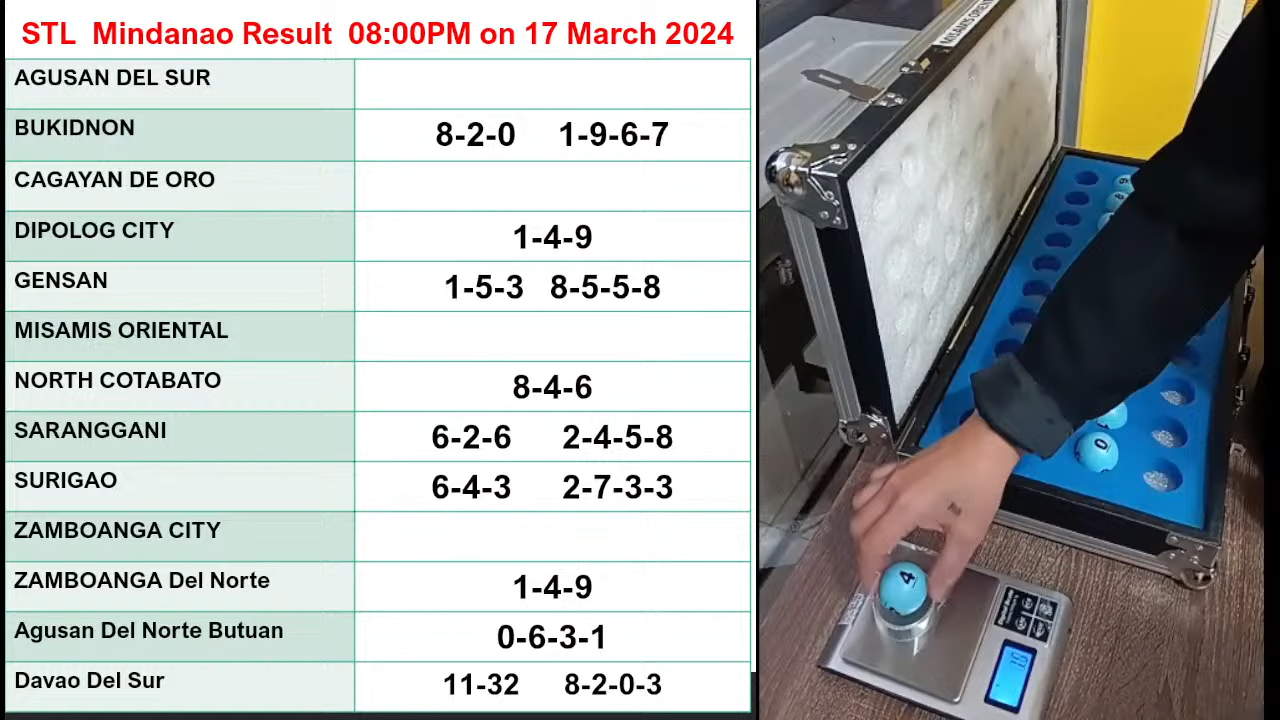 STL Mindanao Result 08:00PM on 17 March 2024
AGUSAN DEL SUR
BUKIDNON 8-2-0 1-9-6-7
CAGAYAN DE ORO
DIPOLOG CITY 1-4-9
GENSAN 1-5-3 8-5-5-8
MISAMIS ORIENTAL
NORTH COTABATO 8-4-6
SARANGGANI 6-2-6 2-4-5-8
SURIGAO 6-4-3 2-7-3-3
ZAMBOANGA CITY
ZAMBOANGA Del Norte 1-4-9
Agusan Del Norte Butuan 0-6-3-1
Davao Del Sur 11-32 8-2-0-3
MISAMIS ORIENT
0
4